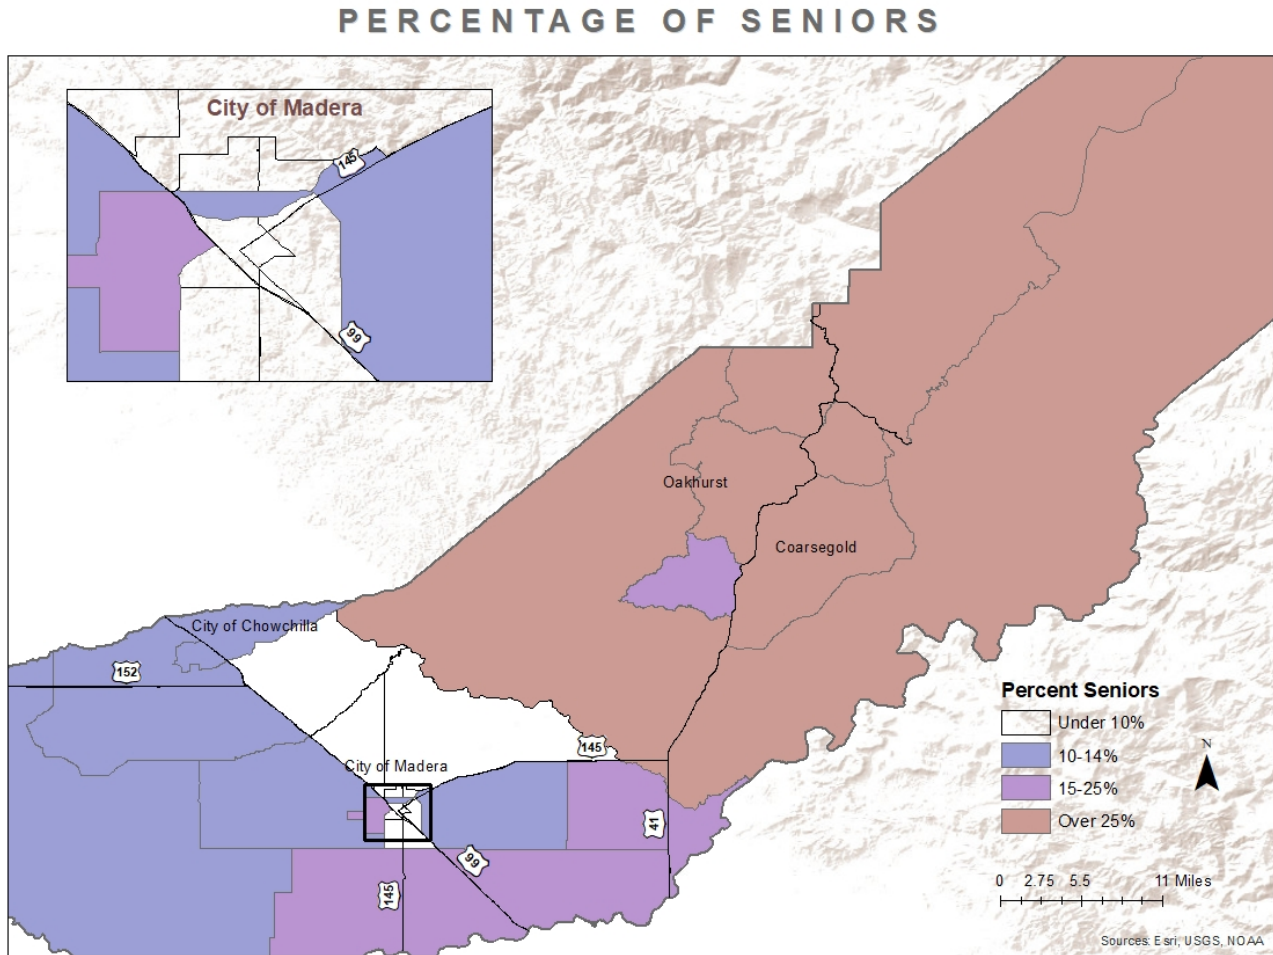 PERCENTAGE OF SENIORS
City of Madera
145
99
Oakhurst
Coarsegold
City of Chowchilla
152
145
City of Madera
41
99
145
Percent Seniors
Under 10%
10-14%
15-25%
Over 25%
N
0 2.75 5.5 11 Miles
Sources: Esri, USGS, NOAA